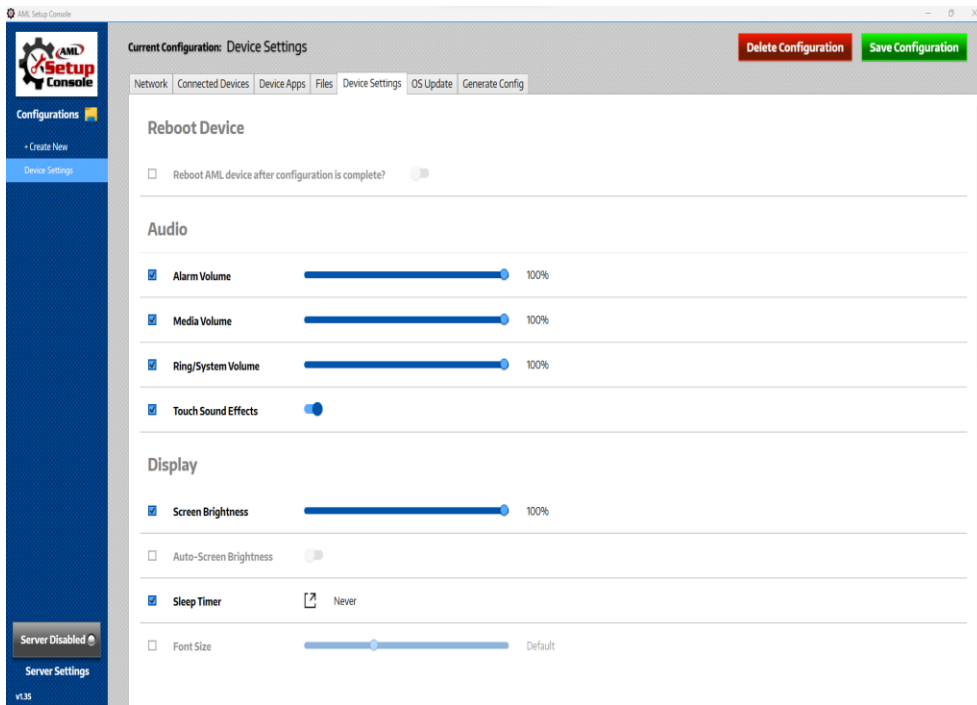 AML Setup Console
AML
Setup
Console
Configurations
+ Create New
Device Settings
Server Disabled
Server Settings
v1.35
Current Configuration: Device Settings
Delete Configuration
Save Configuration
Network
Connected Devices
Device Apps
Files
Device Settings
OS Update
Generate Config
Reboot Device
Reboot AML device after configuration is complete?
Audio
Alarm Volume 100%
Media Volume 100%
Ring/System Volume 100%
Touch Sound Effects
Display
Screen Brightness 100%
Auto-Screen Brightness
Sleep Timer Never
Font Size Default